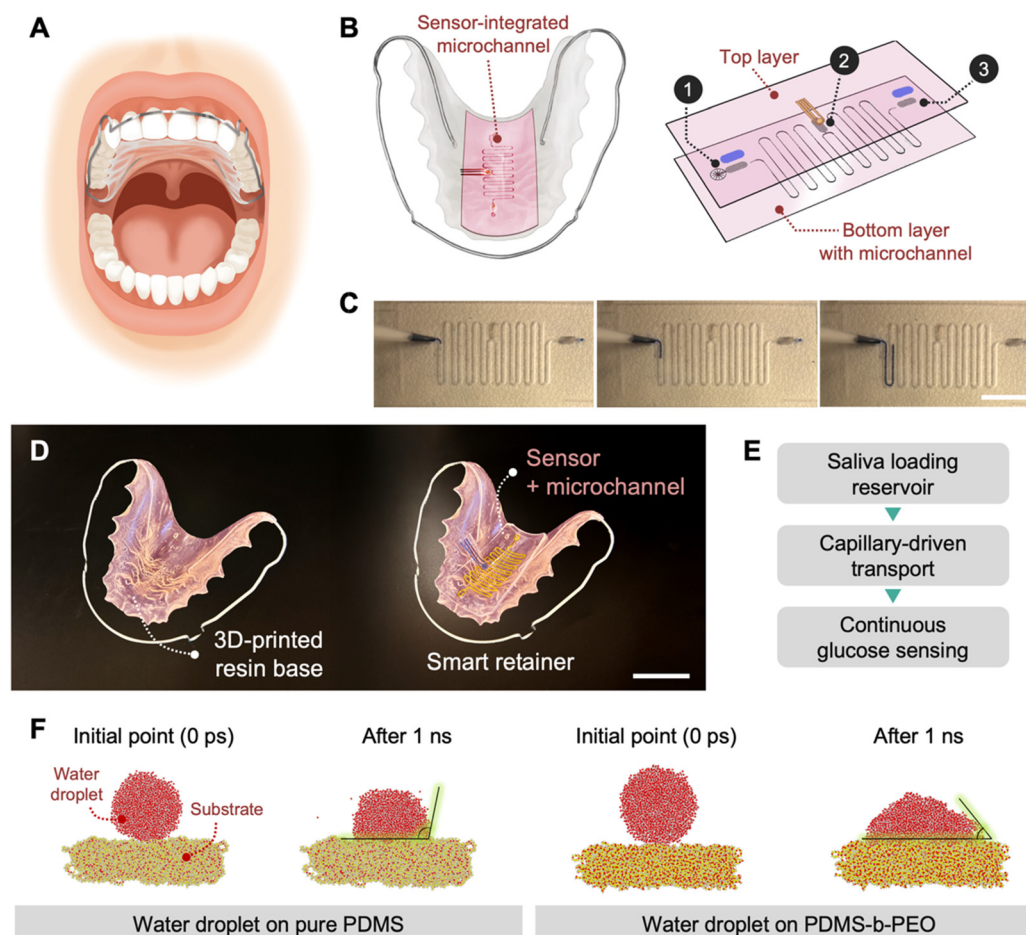 A
B
Sensor-integrated
microchannel
Top layer
1
2
3
Bottom layer
with microchannel
C
D
Sensor
+ microchannel
3D-printed
resin base
Smart retainer
E
Saliva loading
reservoir
Capillary-driven
transport
Continuous
glucose sensing
F
Initial point (0 ps)
After 1 ns
Initial point (0 ps)
After 1 ns
Water
droplet
Substrate
Water droplet on pure PDMS
Water droplet on PDMS-b-PEO